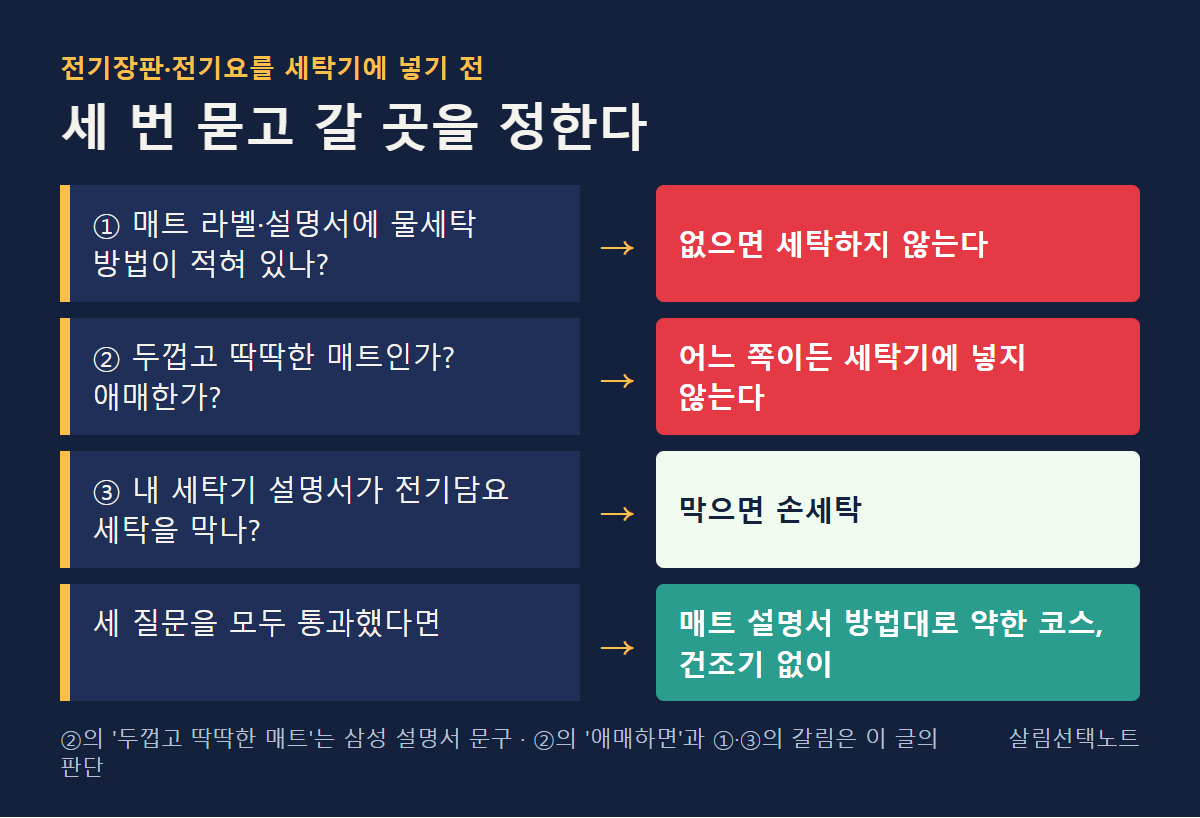 전기장판·전기요를 세탁기에 넣기 전
세 번 묻고 갈 곳을 정한다
① 매트 라벨·설명서에 물세탁
방법이 적혀 있나?
→
없으면 세탁하지 않는다
② 두껍고 딱딱한 매트인가?
애매한가?
→
어느 쪽이든 세탁기에 넣지
않는다
③ 내 세탁기 설명서가 전기담요
세탁을 막나?
→
막으면 손세탁
세 질문을 모두 통과했다면
→
매트 설명서 방법대로 약한 코스,
건조기 없이
②의 '두껍고 딱딱한 매트'는 삼성 설명서 문구 · ②의 '애매하면'과 ①·③의 갈림은 이 글의
판단
살림선택노트